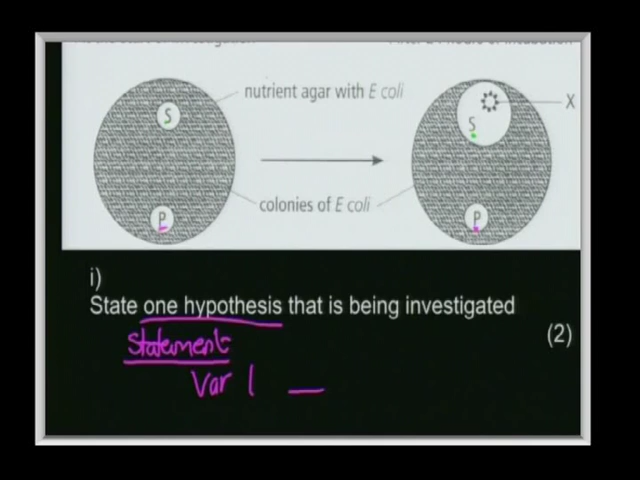 S
nutrient agar with E coli
X
S
colonies of E coli
P
P
i)
State one hypothesis that is being investigated
(2)
Statement
Var 1 —